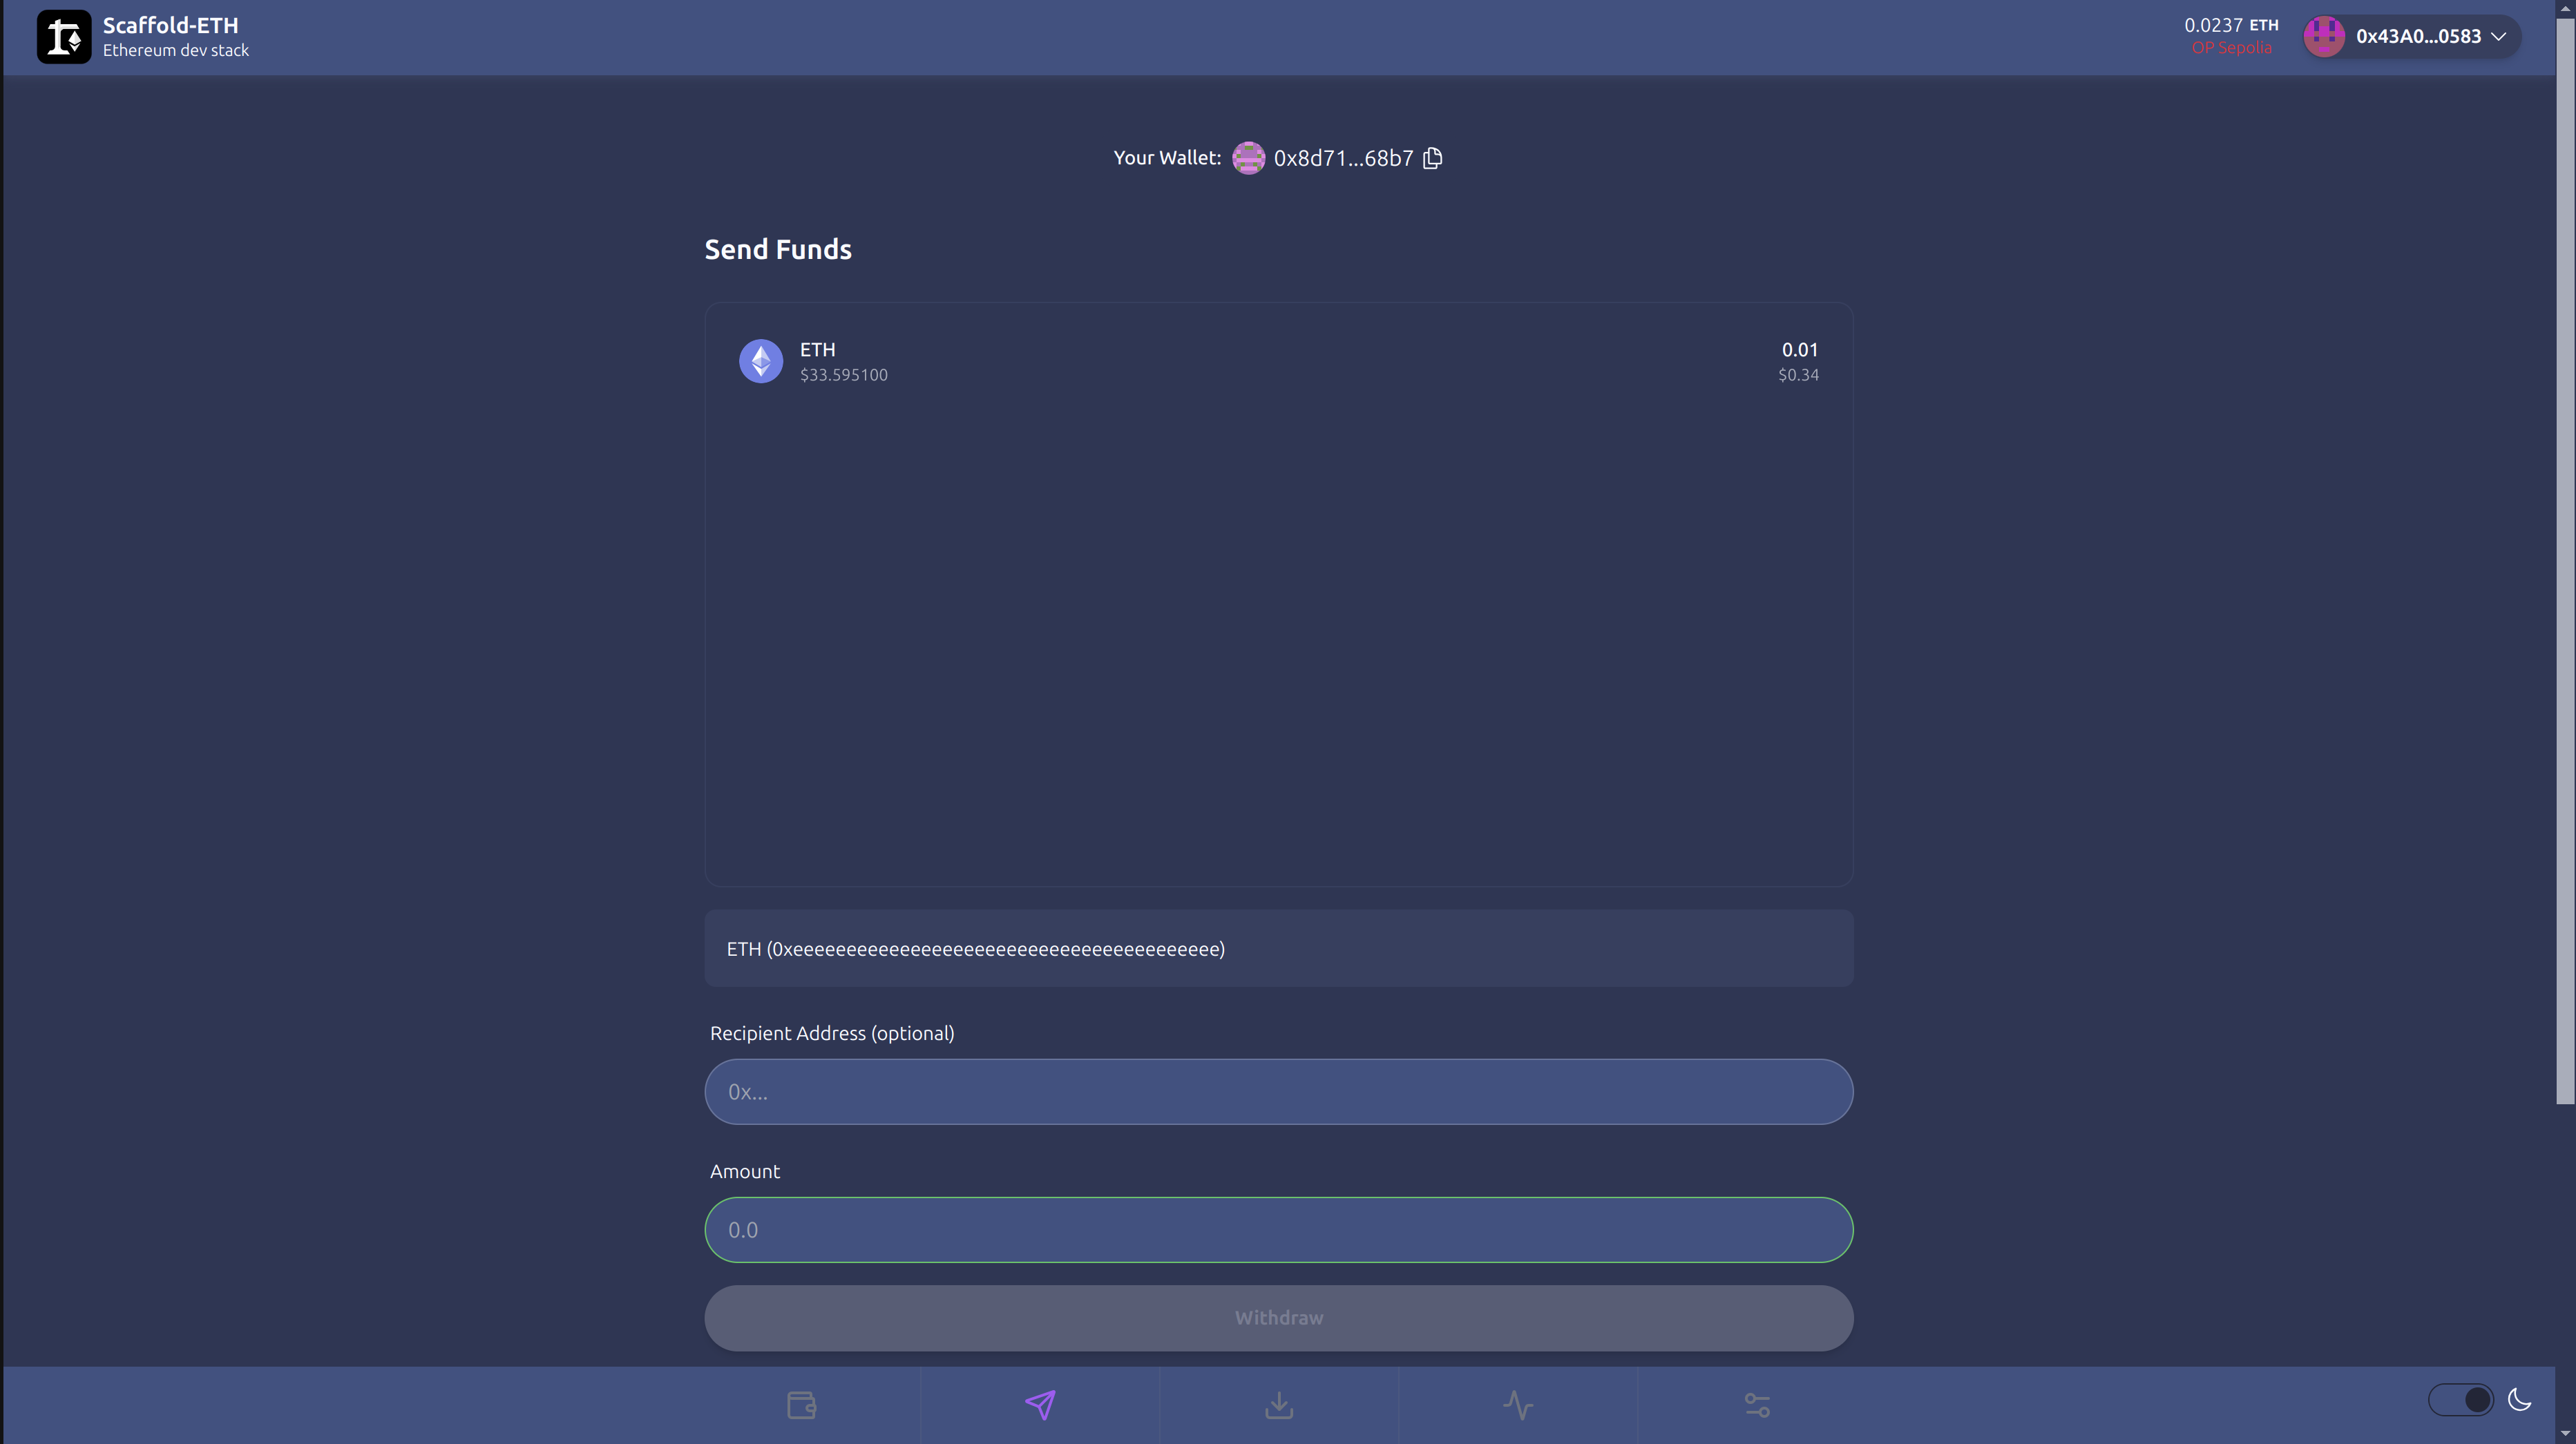 Scaffold-ETH
Ethereum dev stack
0.0237 ETH
OP Sepolia
0x43A0...0583
Your Wallet: 0x8d71...68b7
Send Funds
ETH
$33.595100
0.01
$0.34
ETH (0xeeeeeeeeeeeeeeeeeeeeeeeeeeeeeeeeeeeeeeee)
Recipient Address (optional)
0x...
Amount
0.0
Withdraw